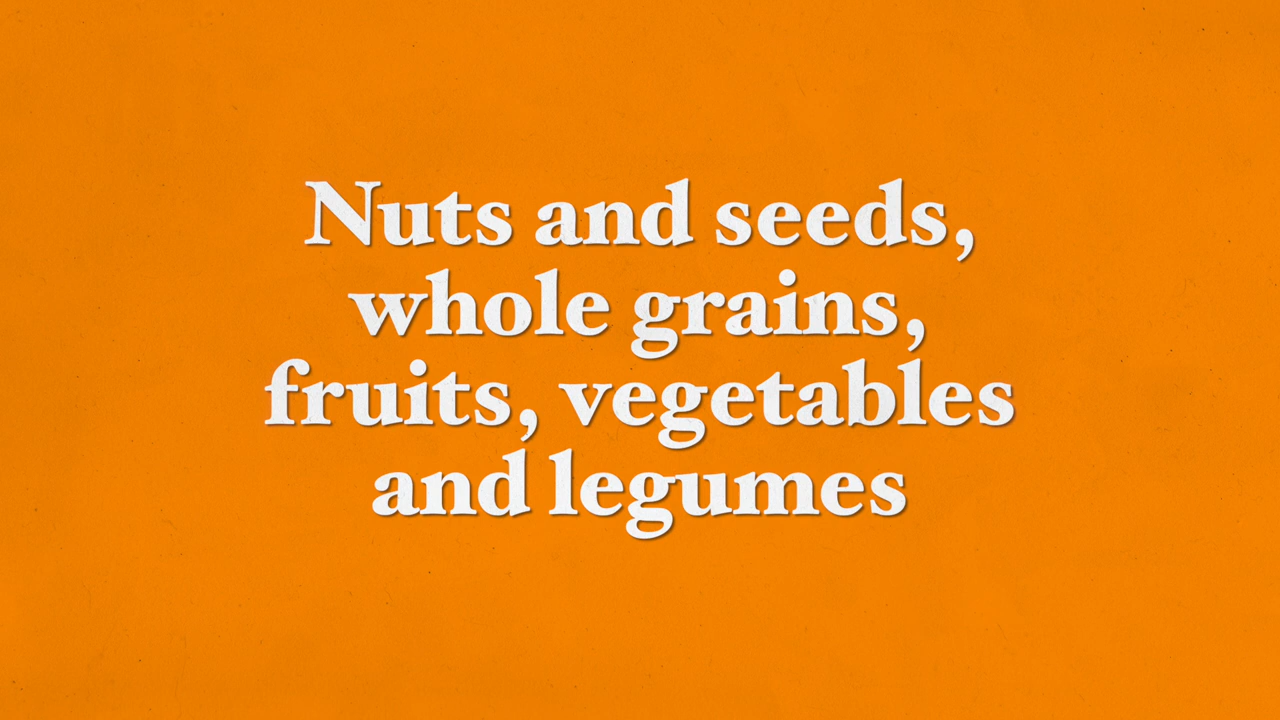 Nuts and seeds,
whole grains,
fruits, vegetables
and legumes